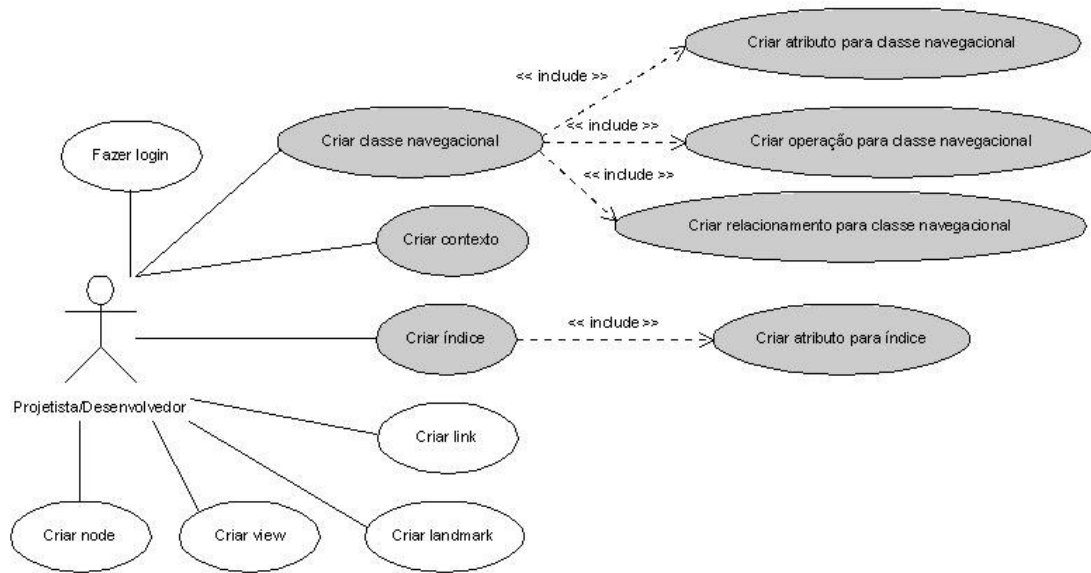 Criar atributo para classe navegacional
<< include >>
Fazer login
Criar classe navegacional
<< include >>
Criar operação para classe navegacional
<< include >>
Criar relacionamento para classe navegacional
Criar contexto
Criar índice
<< include >>
Criar atributo para índice
Projetista/Desenvolvedor
Criar link
Criar node
Criar view
Criar landmark